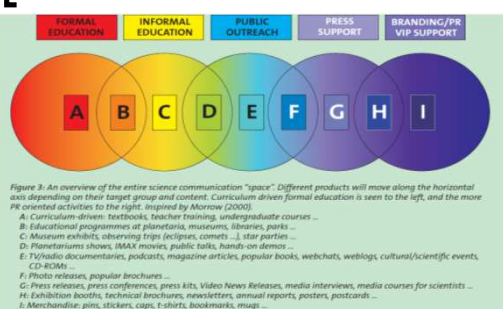 FORMAL EDUCATION
INFORMAL EDUCATION
PUBLIC OUTREACH
PRESS SUPPORT
BRANDING/PR VIP SUPPORT
A B C D E F G H I
Figure 3: An overview of the entire science communication "space". Different products will move along the horizontal
axis depending on their target group and content. Curriculum driven formal education is seen to the left, and the more
PR oriented activities to the right. Inspired by Morrow (2000).
A: Curriculum-driven: textbooks, teacher training, undergraduate courses ...
B: Educational programmes at planetaria, museums, libraries, parks ...
C: Museum exhibits, observing trips (eclipses, comets ...), star parties ...
D: Planetariums shows, IMAX movies, public talks, hands-on demos ...
E: TV/radio documentaries, podcasts, magazine articles, popular books, webchats, weblogs, cultural/scientific events,
CD-ROMs ...
F: Photo releases, popular brochures ...
G: Press releases, press conferences, press kits, Video News Releases, media interviews, media courses for scientists ...
H: Exhibition booths, technical brochures, newsletters, annual reports, posters, postcards ...
I: Merchandise: pins, stickers, caps, t-shirts, bookmarks, mugs ...